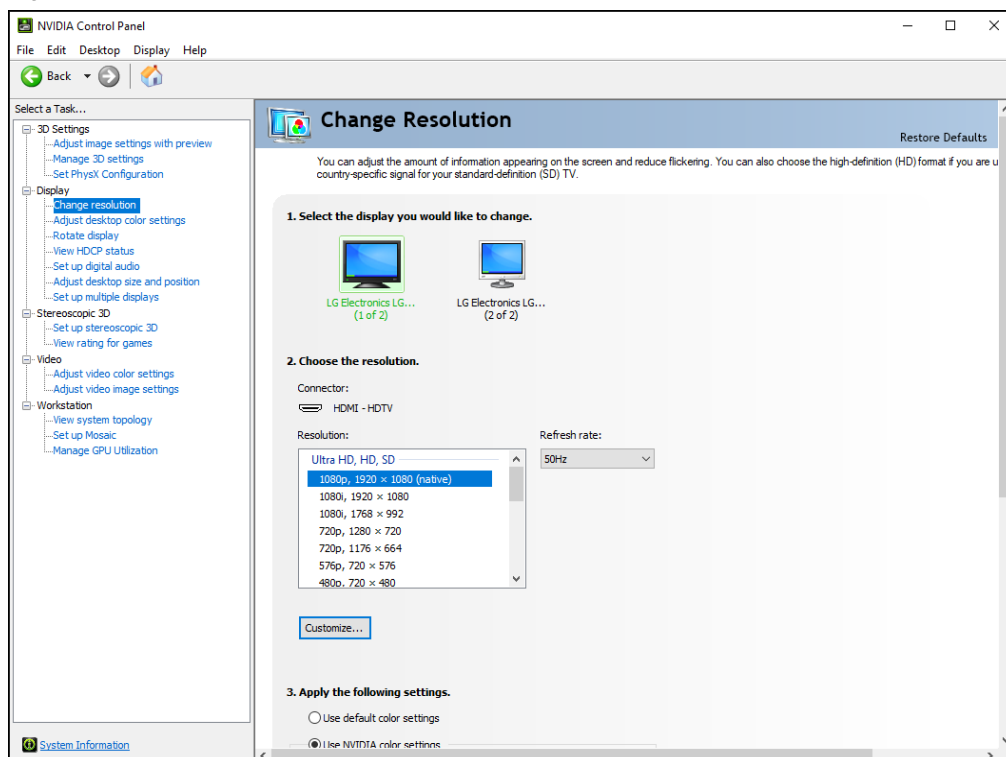 NVIDIA Control Panel
File Edit Desktop Display Help
Back
Select a Task...
3D Settings
Adjust image settings with preview
Manage 3D settings
Set PhysX Configuration
Display
Change resolution
Adjust desktop color settings
Rotate display
View HDCP status
Set up digital audio
Adjust desktop size and position
Set up multiple displays
Stereoscopic 3D
Set up stereoscopic 3D
View rating for games
Video
Adjust video color settings
Adjust video image settings
Workstation
View system topology
Set up Mosaic
Manage GPU Utilization
System Information
Change Resolution
Restore Defaults
You can adjust the amount of information appearing on the screen and reduce flickering. You can also choose the high-definition (HD) format if you are u
country-specific signal for your standard-definition (SD) TV.
1. Select the display you would like to change.
LG Electronics LG... LG Electronics LG...
(1 of 2) (2 of 2)
2. Choose the resolution.
Connector:
HDMI - HDTV
Resolution: Refresh rate:
Ultra HD, HD, SD 50Hz
1080p, 1920 × 1080 (native)
1080i, 1920 × 1080
1080i, 1768 × 992
720p, 1280 × 720
720p, 1176 × 664
576p, 720 × 576
480p, 720 × 480
Customize...
3. Apply the following settings.
Use default color settings
Use NVIDIA color settings